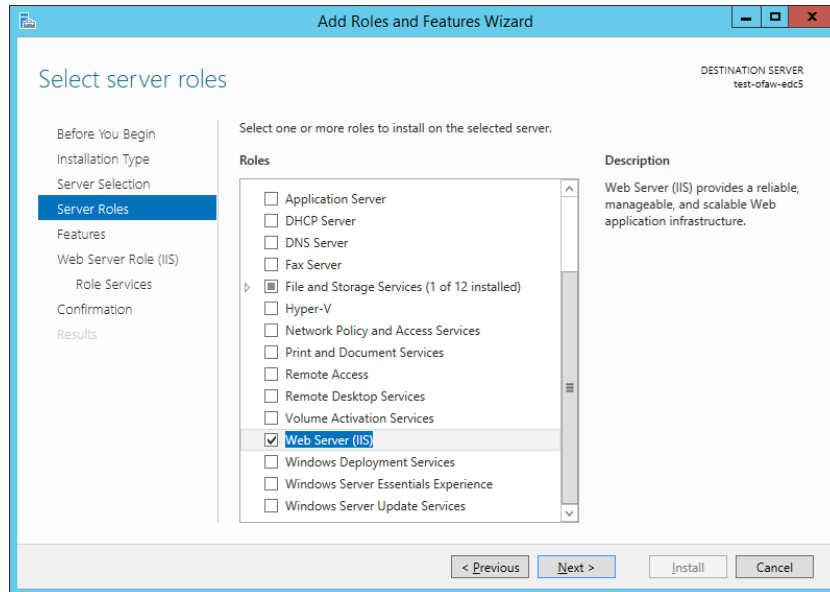 Add Roles and Features Wizard
Select server roles
DESTINATION SERVER
test-ofaw-edc5
Before You Begin
Installation Type
Server Selection
Server Roles
Features
Web Server Role (IIS)
Role Services
Confirmation
Results
Select one or more roles to install on the selected server.
Roles
Application Server
DHCP Server
DNS Server
Fax Server
File and Storage Services (1 of 12 installed)
Hyper-V
Network Policy and Access Services
Print and Document Services
Remote Access
Remote Desktop Services
Volume Activation Services
Web Server (IIS)
Windows Deployment Services
Windows Server Essentials Experience
Windows Server Update Services
Description
Web Server (IIS) provides a reliable,
manageable, and scalable Web
application infrastructure.
< Previous
Next >
Install
Cancel